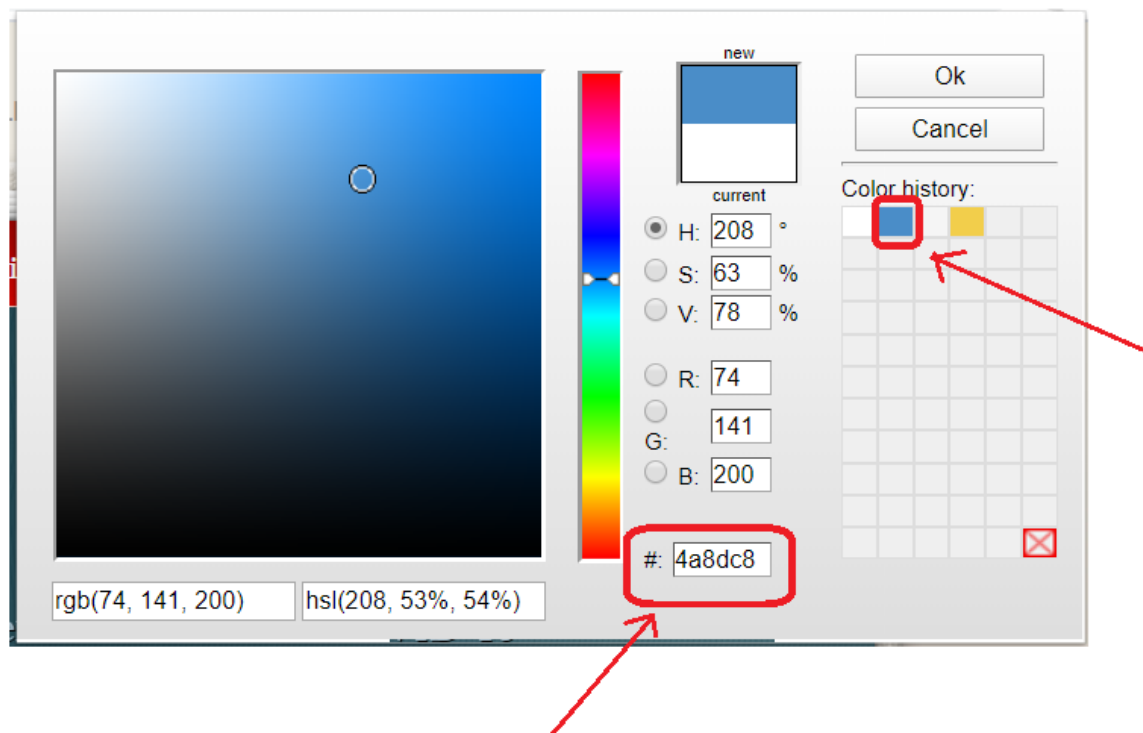 new
Ok
Cancel
current
Color history:
H: 208 °
S: 63 %
V: 78 %
R: 74
G: 141
B: 200
#: 4a8dc8
rgb(74, 141, 200)
hsl(208, 53%, 54%)